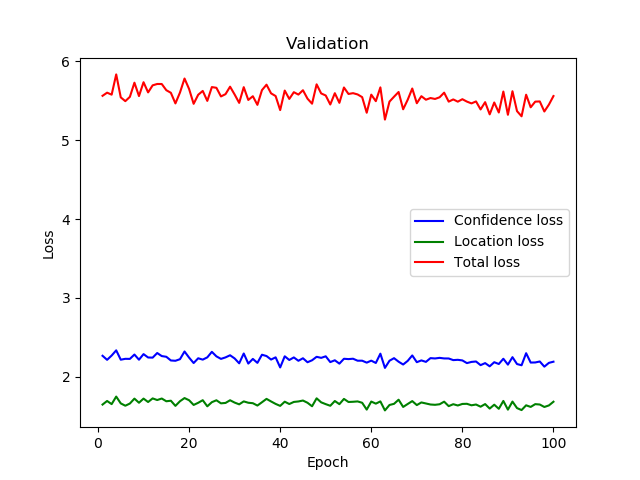 Validation
6
5
4
3
2
Loss
Confidence loss
Location loss
Total loss
0 20 40 60 80 100
Epoch